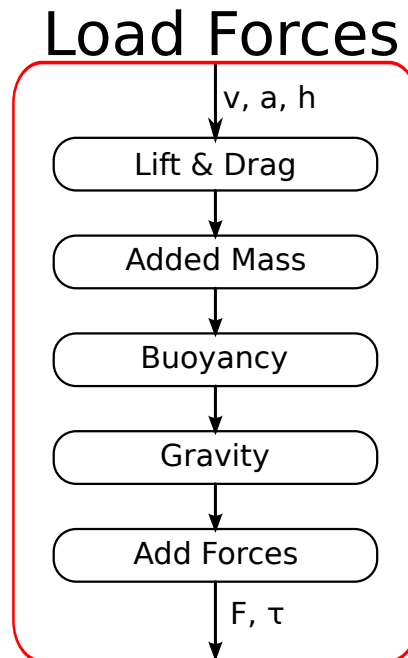 Load Forces
v, a, h
Lift & Drag
Added Mass
Buoyancy
Gravity
Add Forces
F, τ